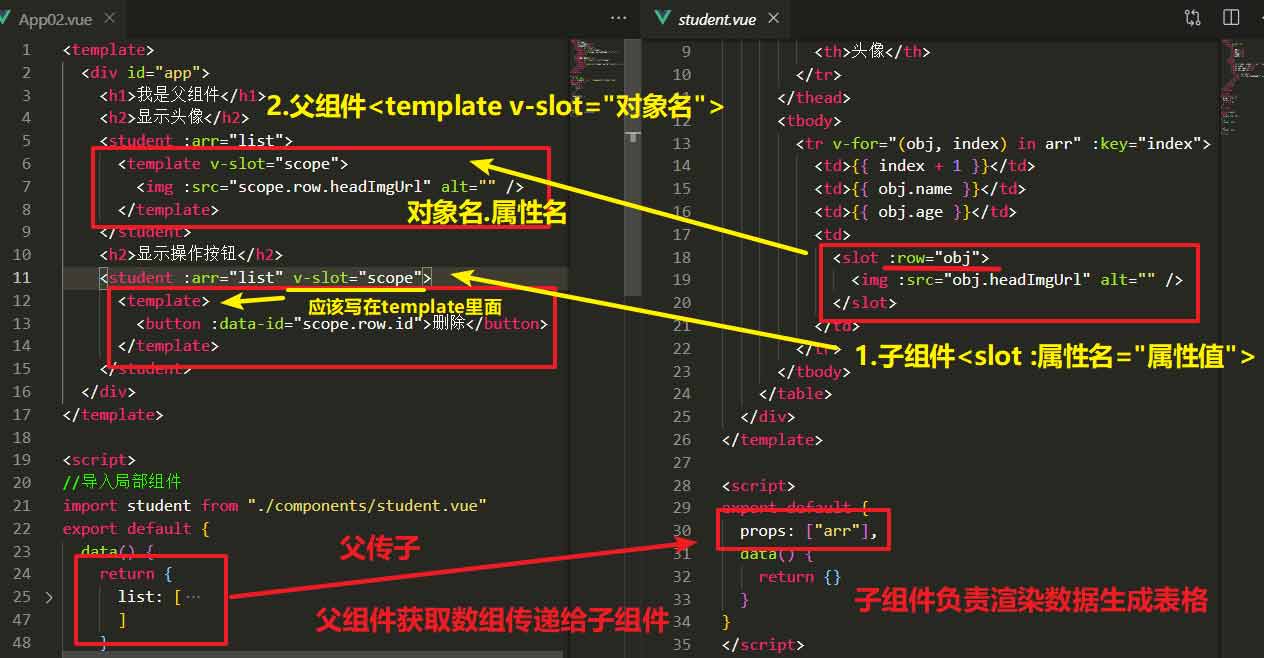 App02.vue
1 <template>
2 <div id="app">
3 <h1>我是父组件</h1>
4 <h2>显示头像</h2>
2.父组件<template v-slot="对象名">
5 <student :arr="list">
6 <template v-slot="scope">
7 <img :src="scope.row.headImgUrl" alt="" />
8 </template>
对象名.属性名
9 </student>
10 <h2>显示操作按钮</h2>
11 <student :arr="list" v-slot="scope">
12 <template>
应该写在template里面
13 <button :data-id="scope.row.id">删除</button>
14 </template>
15 </student>
16 </div>
17 </template>
18
19 <script>
20 //导入局部组件
21 import student from "./components/student.vue"
22 export default {
23 data() {
24 return {
25 list: [ ···
47 ]
48 }
父传子
父组件获取数组传递给子组件
student.vue
9 <th>头像</th>
10 </tr>
11 </thead>
12 <tbody>
13 <tr v-for="(obj, index) in arr" :key="index">
14 <td>{{ index + 1 }}</td>
15 <td>{{ obj.name }}</td>
16 <td>{{ obj.age }}</td>
17 <td>
18 <slot :row="obj">
19 <img :src="obj.headImgUrl" alt="" />
20 </slot>
21 </td>
22 </tr>
1.子组件<slot :属性名="属性值">
23 </tbody>
24 </table>
25 </div>
26 </template>
27
28 <script>
29 export default {
30 props: ["arr"],
31 data() {
32 return {}
33 }
子组件负责渲染数据生成表格
34 }
35 </script>